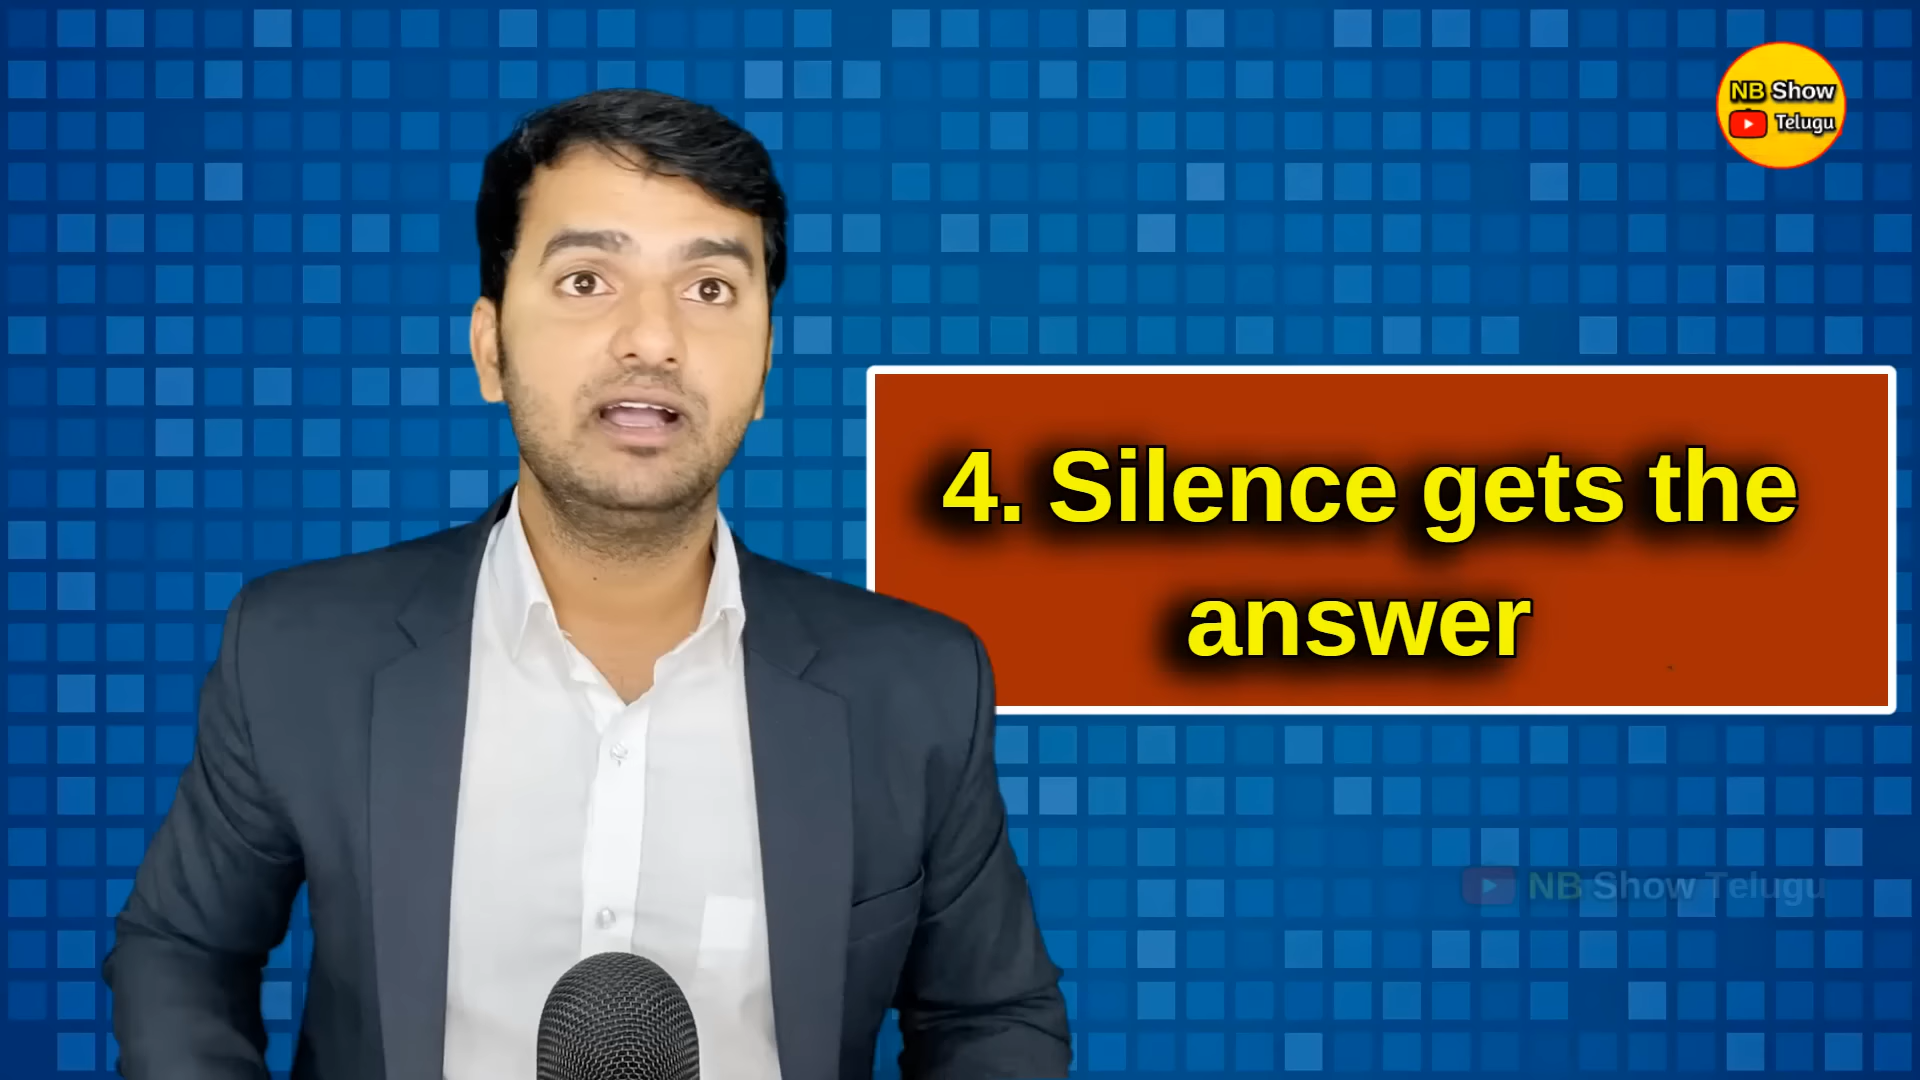 NB Show
Telugu
4. Silence gets the
answer
NB Show Telugu